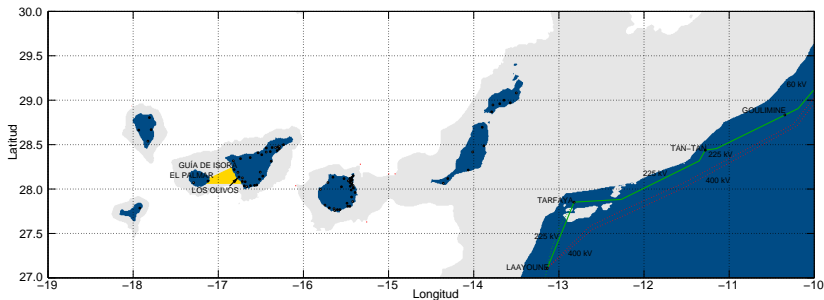 30.0
29.5
29.0
28.5
28.0
27.5
27.0
Latitud
GUÍA DE ISORA
EL PALMAR
LOS OLIVOS
60 kV
GOULIMINE
TAN-TAN
225 kV
225 kV
400 kV
TARFAYA
225 kV
400 kV
LAAYOUNE
−19
−18
−17
−16
−15
−14
−13
−12
−11
−10
Longitud